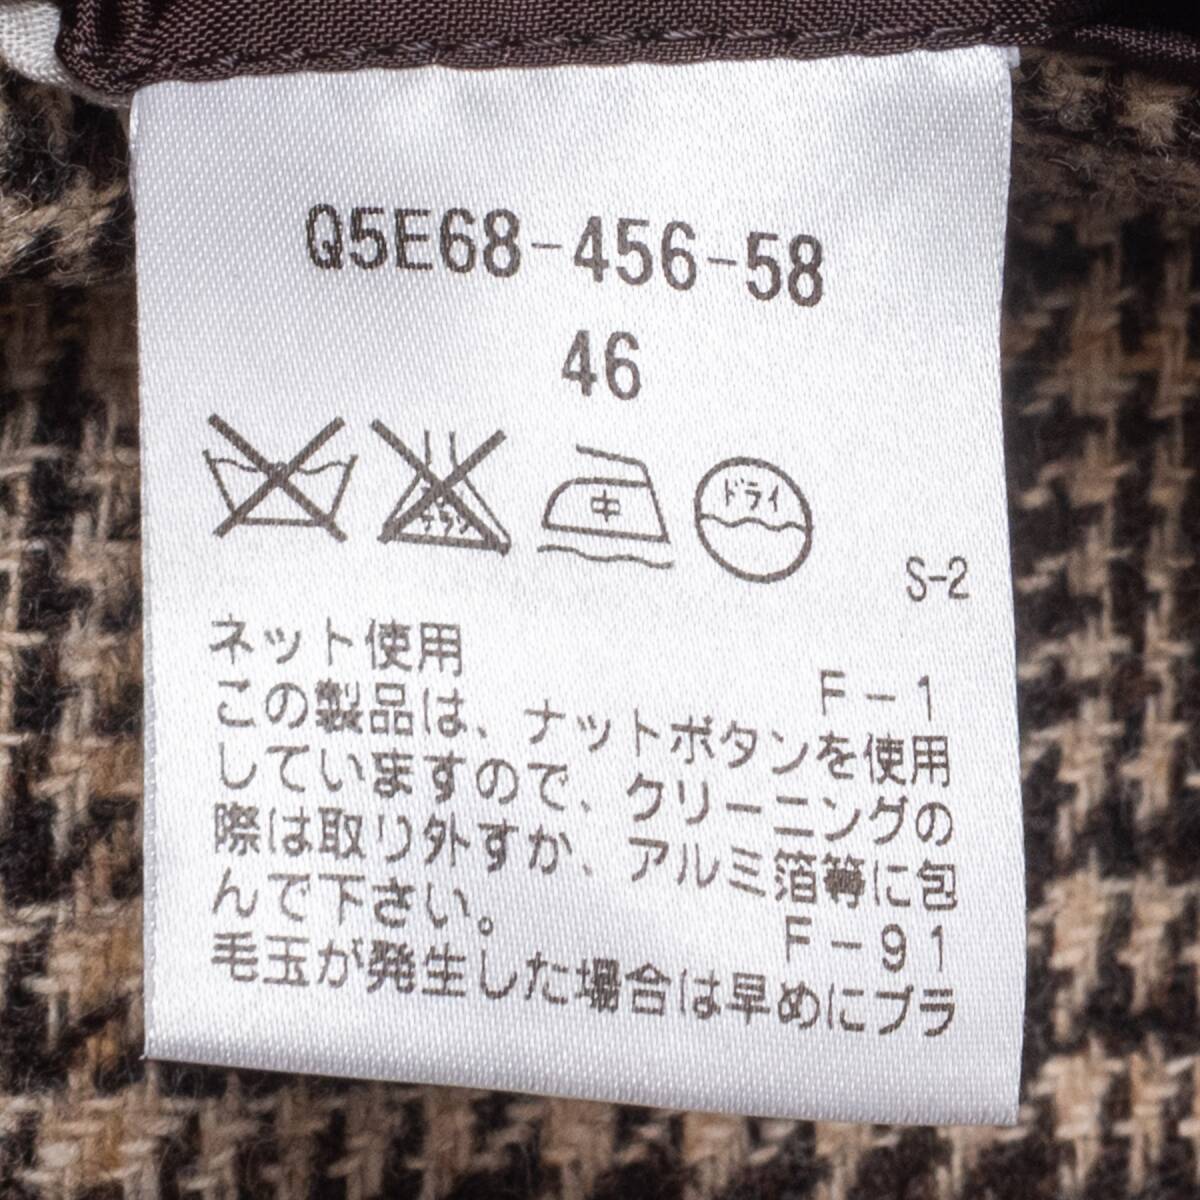 Q5E68-456-58
46
中
ドライ
S-2
ネット使用
F-1
この製品は、ナットボタンを使用
していますので、クリーニングの
際は取り外すか、アルミ箔等に包
んで下さい。
F-91
毛玉が発生した場合は早めにブラ